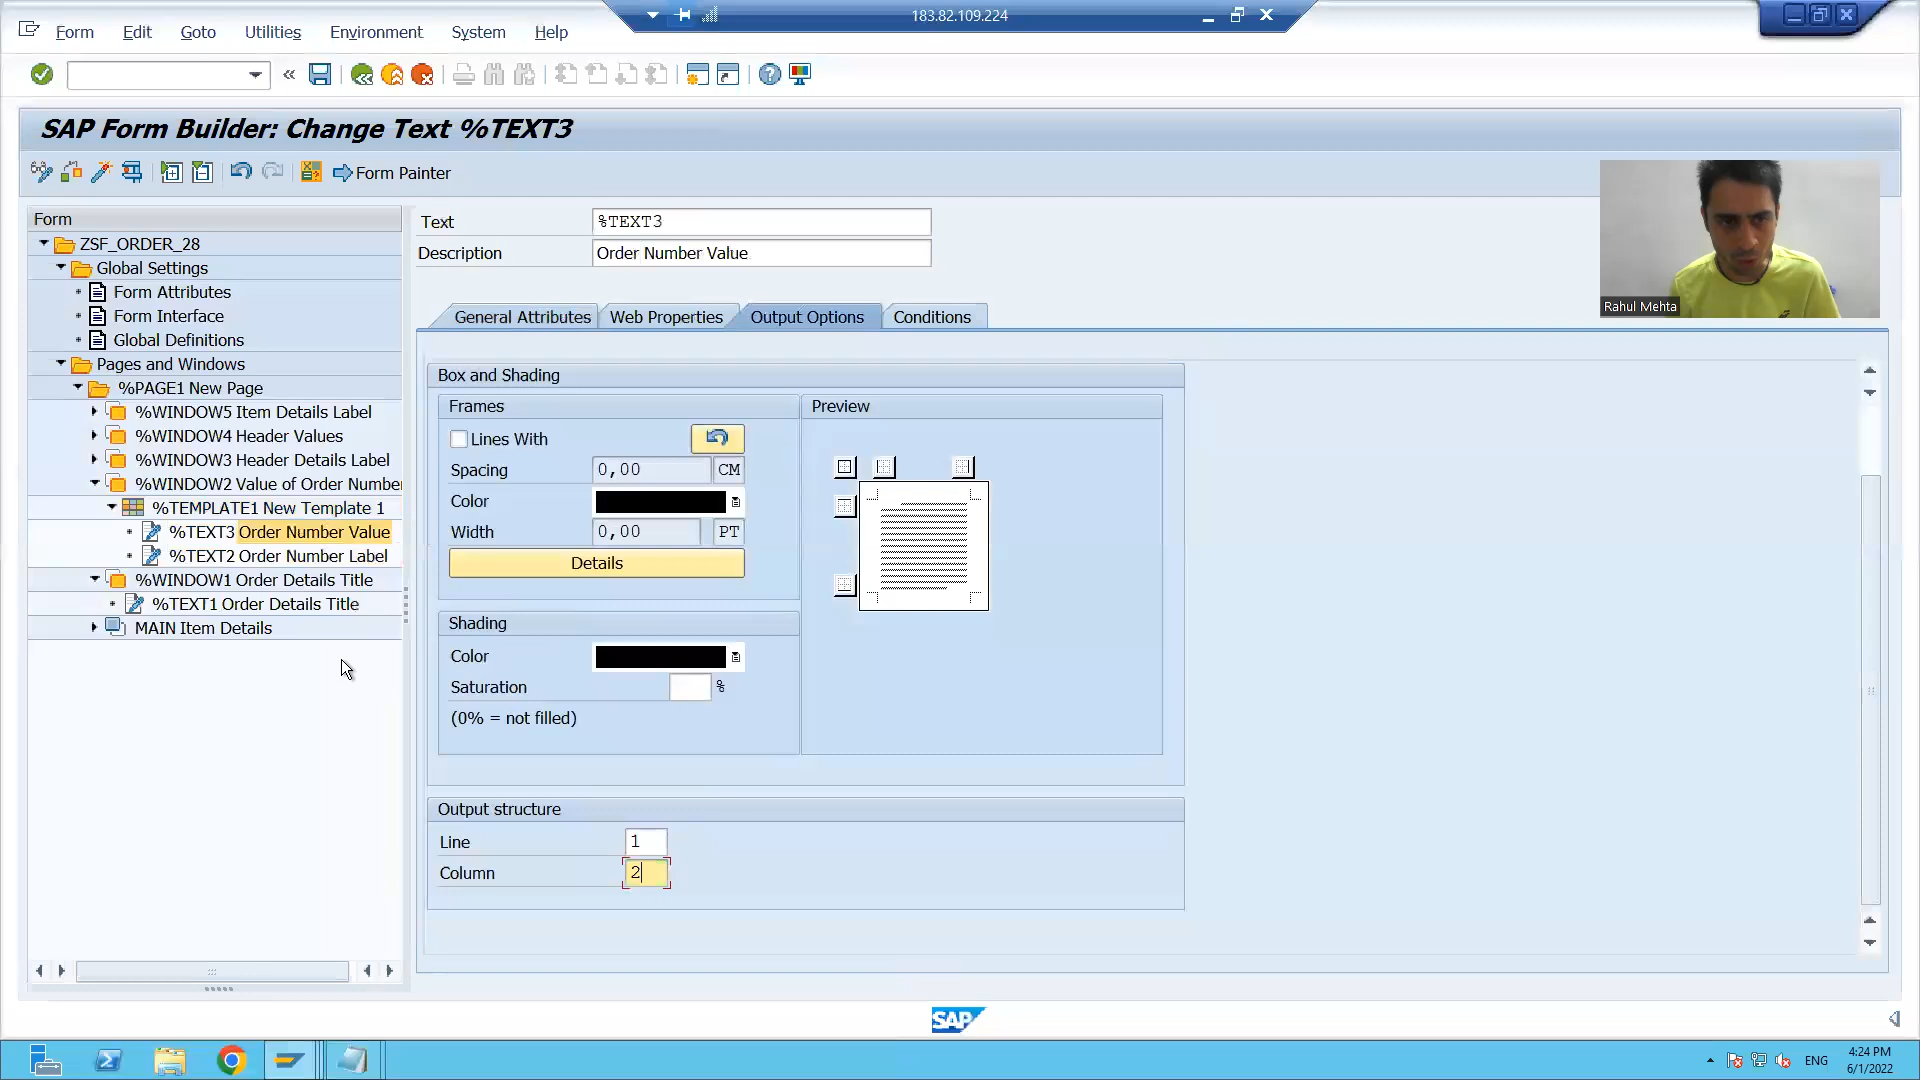 183.82.109.224
Form Edit Goto Utilities Environment System Help
SAP Form Builder: Change Text %TEXT3
Form Painter
Form
ZSF_ORDER_28
Global Settings
Form Attributes
Form Interface
Global Definitions
Pages and Windows
%PAGE1 New Page
%WINDOW5 Item Details Label
%WINDOW4 Header Values
%WINDOW3 Header Details Label
%WINDOW2 Value of Order Number
%TEMPLATE1 New Template 1
%TEXT3 Order Number Value
%TEXT2 Order Number Label
%WINDOW1 Order Details Title
%TEXT1 Order Details Title
MAIN Item Details
Text %TEXT3
Description Order Number Value
General Attributes Web Properties Output Options Conditions
Box and Shading
Frames
Lines With
Spacing 0,00 CM
Color
Width 0,00 PT
Details
Preview
Shading
Color
Saturation %
(0% = not filled)
Output structure
Line 1
Column 2
Rahul Mehta
SAP
ENG
4:24 PM
6/1/2022